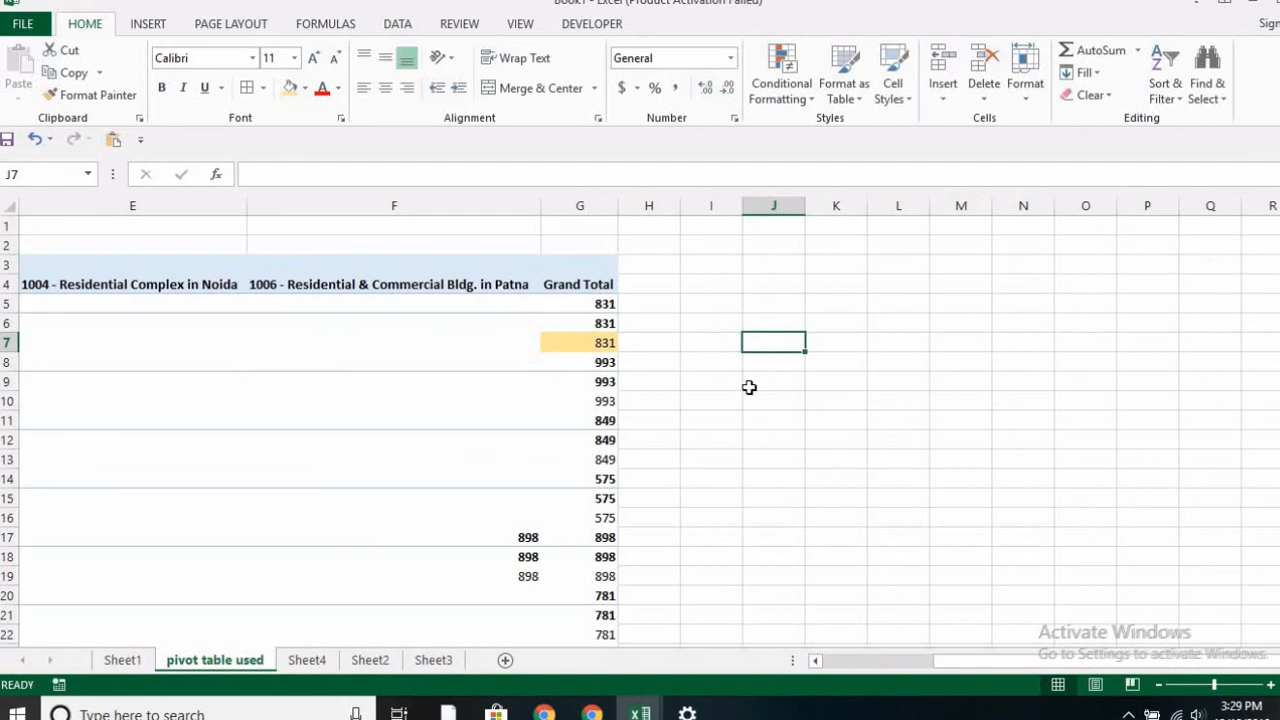 Book1 - Excel (Product Activation Failed)
FILE HOME INSERT PAGE LAYOUT FORMULAS DATA REVIEW VIEW DEVELOPER Sign
Paste Cut Copy Format Painter
Calibri 11
B I U A
Wrap Text
Merge & Center
General
$ % ,
Conditional Formatting Format as Table Cell Styles
Insert Delete Format
AutoSum Fill Clear
Sort & Filter Find & Select
Clipboard Font Alignment Number Styles Cells Editing
J7 fx
E F G H I J K L M N O P Q R
1
2
3
4 1004 - Residential Complex in Noida 1006 - Residential & Commercial Bldg. in Patna Grand Total
5 831
6 831
7 831
8 993
9 993
10 993
11 849
12 849
13 849
14 575
15 575
16 575
17 898 898
18 898 898
19 898 898
20 781
21 781
22 781
Activate Windows
Go to Settings to activate Windows.
Sheet1 pivot table used Sheet4 Sheet2 Sheet3
READY
Type here to search
3:29 PM